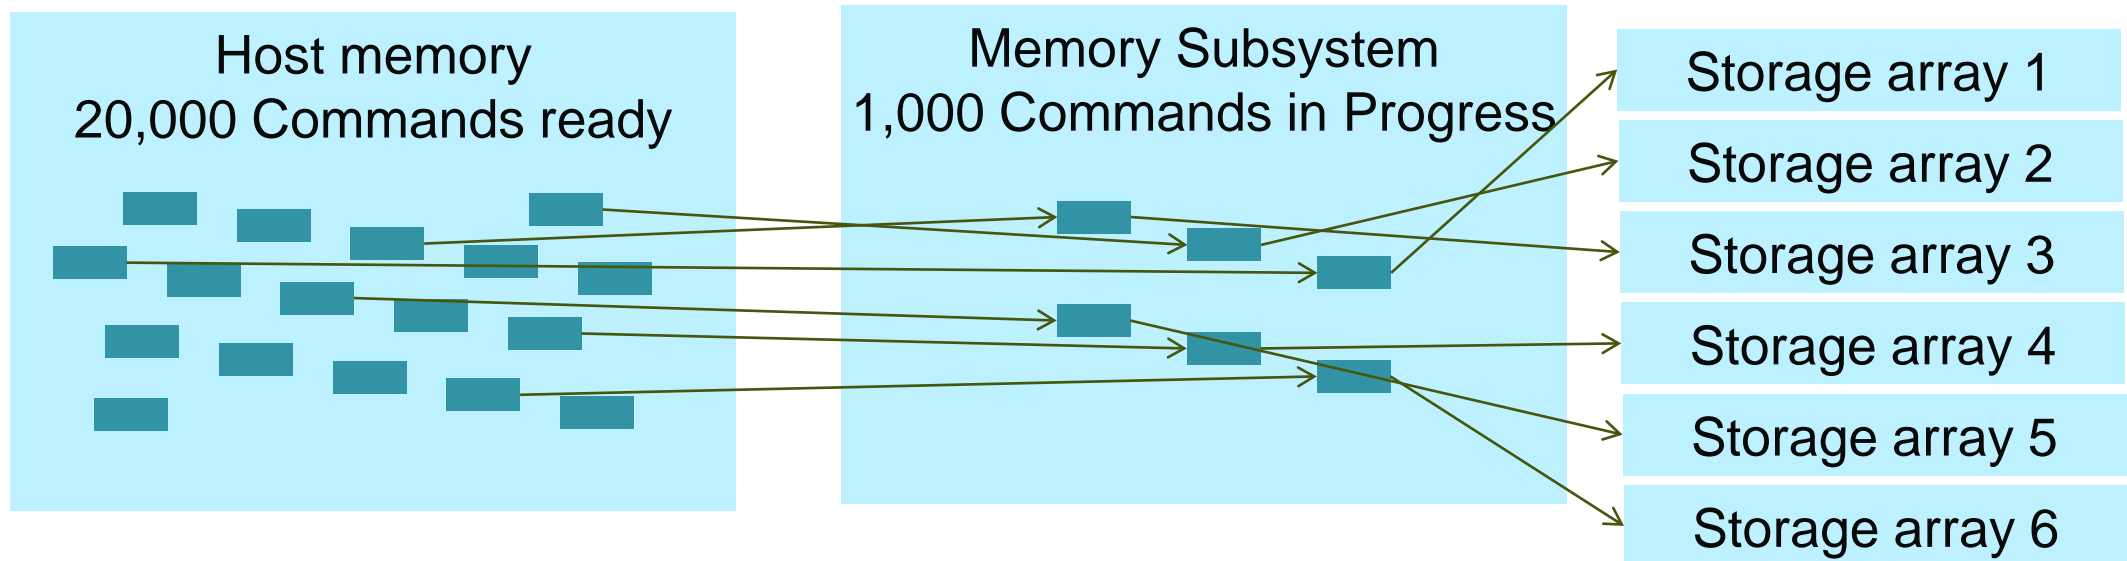 Host memory
20,000 Commands ready
Memory Subsystem
1,000 Commands in Progress
Storage array 1
Storage array 2
Storage array 3
Storage array 4
Storage array 5
Storage array 6